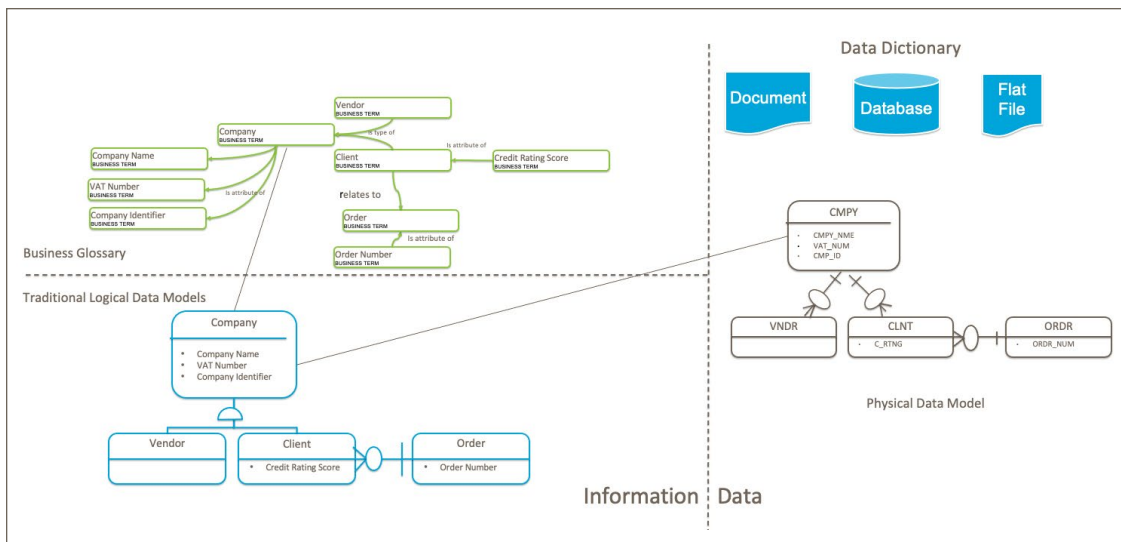 Data Dictionary
Document
Database
Flat
File
Vendor
BUSINESS TERM
Company
BUSINESS TERM
Is type of
Company Name
BUSINESS TERM
Client
BUSINESS TERM
Is attribute of
Credit Rating Score
BUSINESS TERM
VAT Number
BUSINESS TERM
Is attribute of
relates to
Company Identifier
BUSINESS TERM
Order
BUSINESS TERM
Is attribute of
Order Number
BUSINESS TERM
Business Glossary
Traditional Logical Data Models
Company
• Company Name
• VAT Number
• Company Identifier
Vendor
Client
• Credit Rating Score
Order
• Order Number
CMPY
• CMPY_NME
• VAT_NUM
• CMP_ID
VNDR
CLNT
• C_RTNG
ORDR
• ORDR_NUM
Physical Data Model
Information
Data